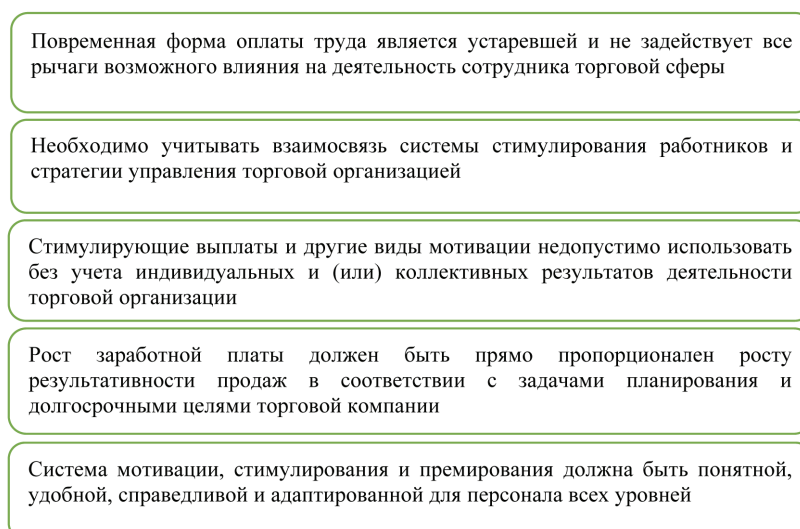 Повременная форма оплаты труда является устаревшей и не задействует все
рычаги возможного влияния на деятельность сотрудника торговой сферы
Необходимо учитывать взаимосвязь системы стимулирования работников и
стратегии управления торговой организацией
Стимулирующие выплаты и другие виды мотивации недопустимо использовать
без учета индивидуальных и (или) коллективных результатов деятельности
торговой организации
Рост заработной платы должен быть прямо пропорционален росту
результативности продаж в соответствии с задачами планирования и
долгосрочными целями торговой компании
Система мотивации, стимулирования и премирования должна быть понятной,
удобной, справедливой и адаптированной для персонала всех уровней